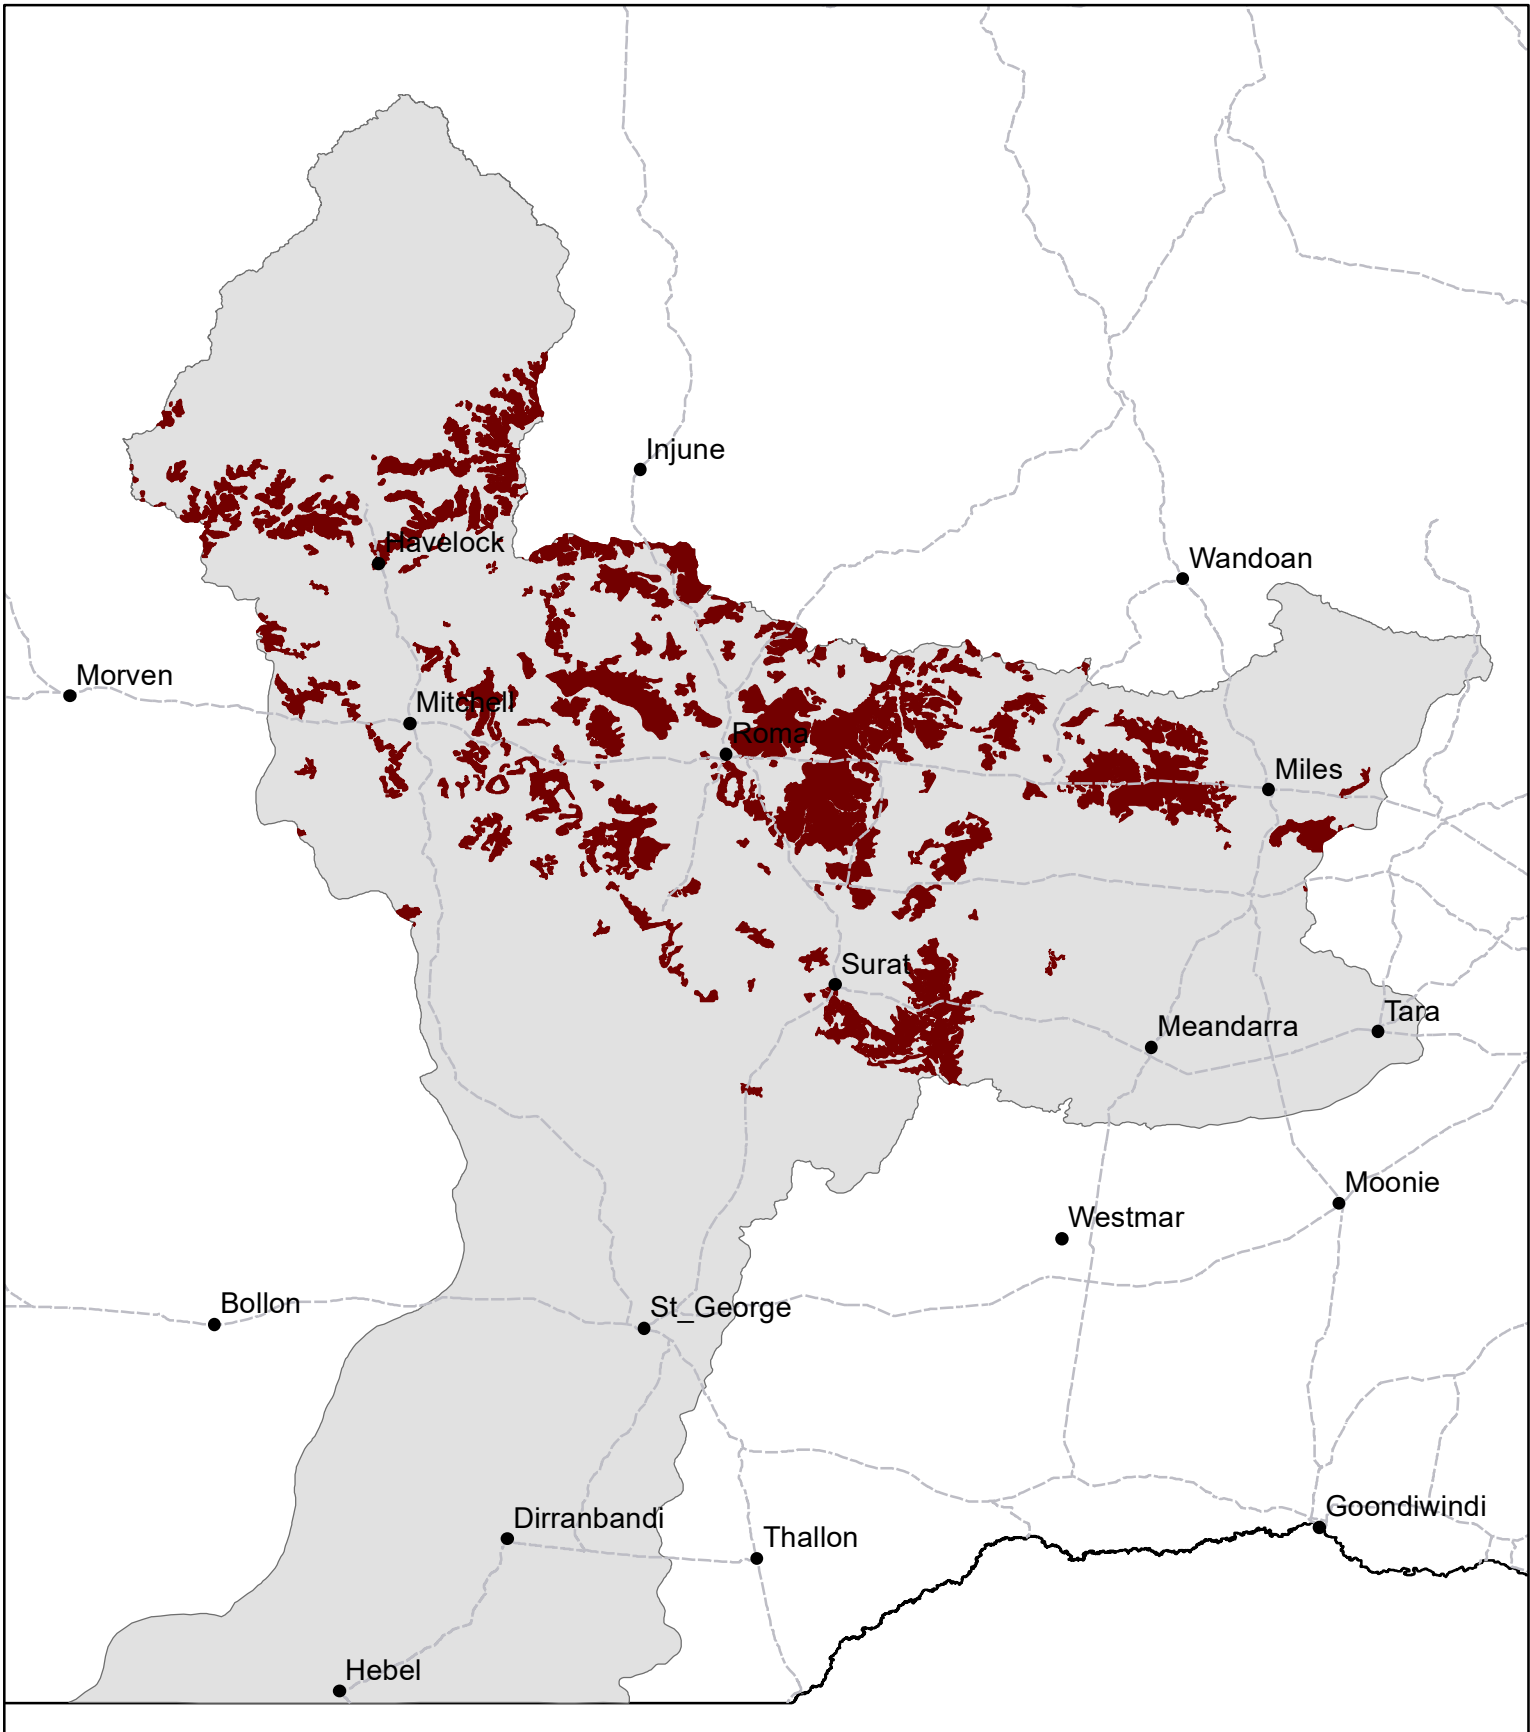 Injune
Havelock
Wandoan
Morven
Mitchell
Roma
Miles
Surat
Tara
Meandarra
Moonie
Westmar
Bollon
St_George
Goondiwindi
Dirranbandi
Thallon
Hebel